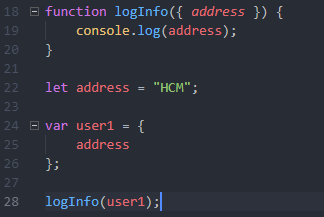 18 function logInfo({ address }) {
19     console.log(address);
20 }
21
22 let address = "HCM";
23
24 var user1 = {
25     address
26 };
27
28 logInfo(user1);